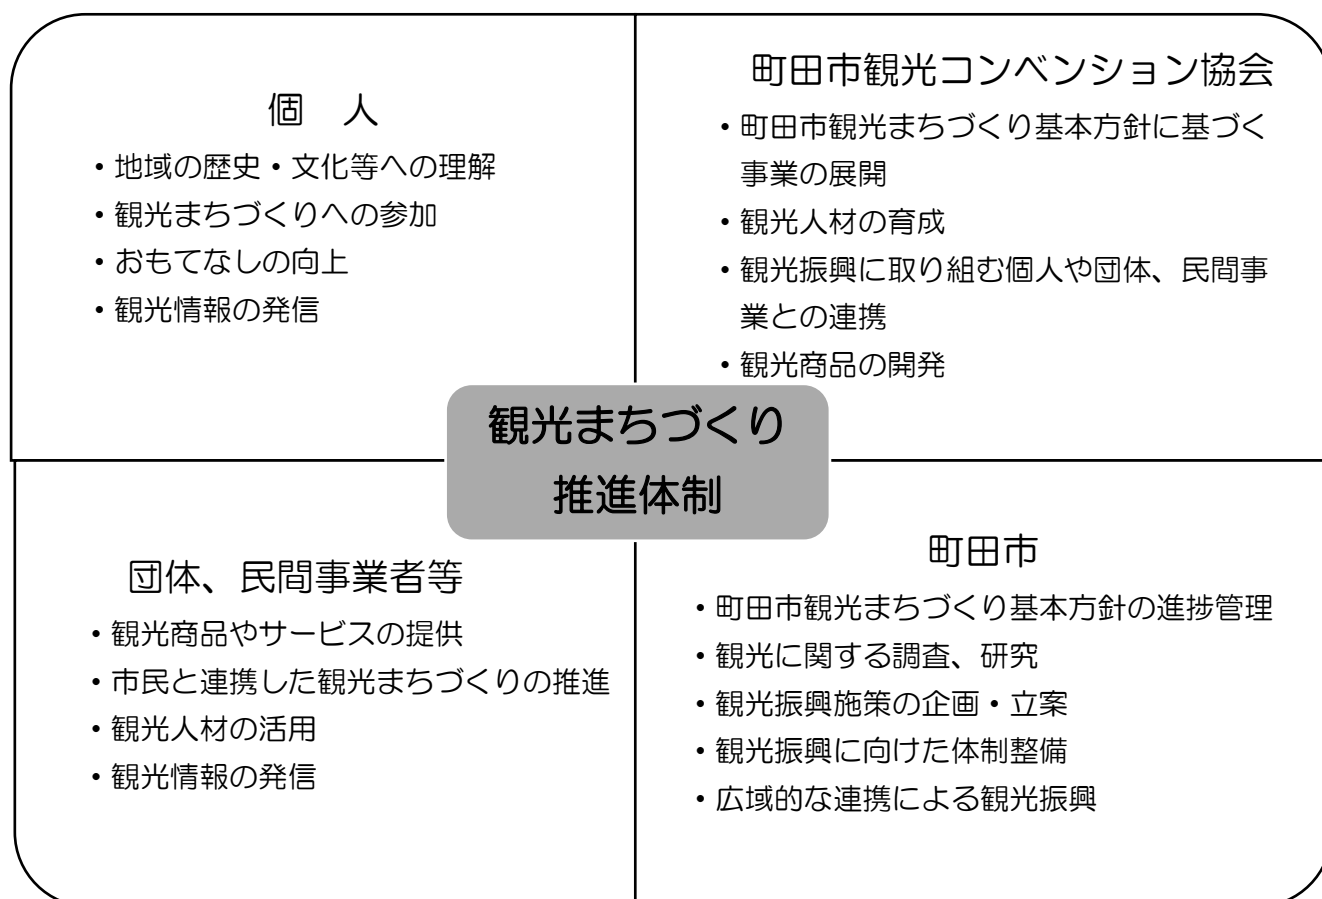 個　人
・地域の歴史・文化等への理解
・観光まちづくりへの参加
・おもてなしの向上
・観光情報の発信
町田市観光コンベンション協会
・町田市観光まちづくり基本方針に基づく
事業の展開
・観光人材の育成
・観光振興に取り組む個人や団体、民間事
業との連携
・観光商品の開発
観光まちづくり
推進体制
団体、民間事業者等
・観光商品やサービスの提供
・市民と連携した観光まちづくりの推進
・観光人材の活用
・観光情報の発信
町田市
・町田市観光まちづくり基本方針の進捗管理
・観光に関する調査、研究
・観光振興施策の企画・立案
・観光振興に向けた体制整備
・広域的な連携による観光振興